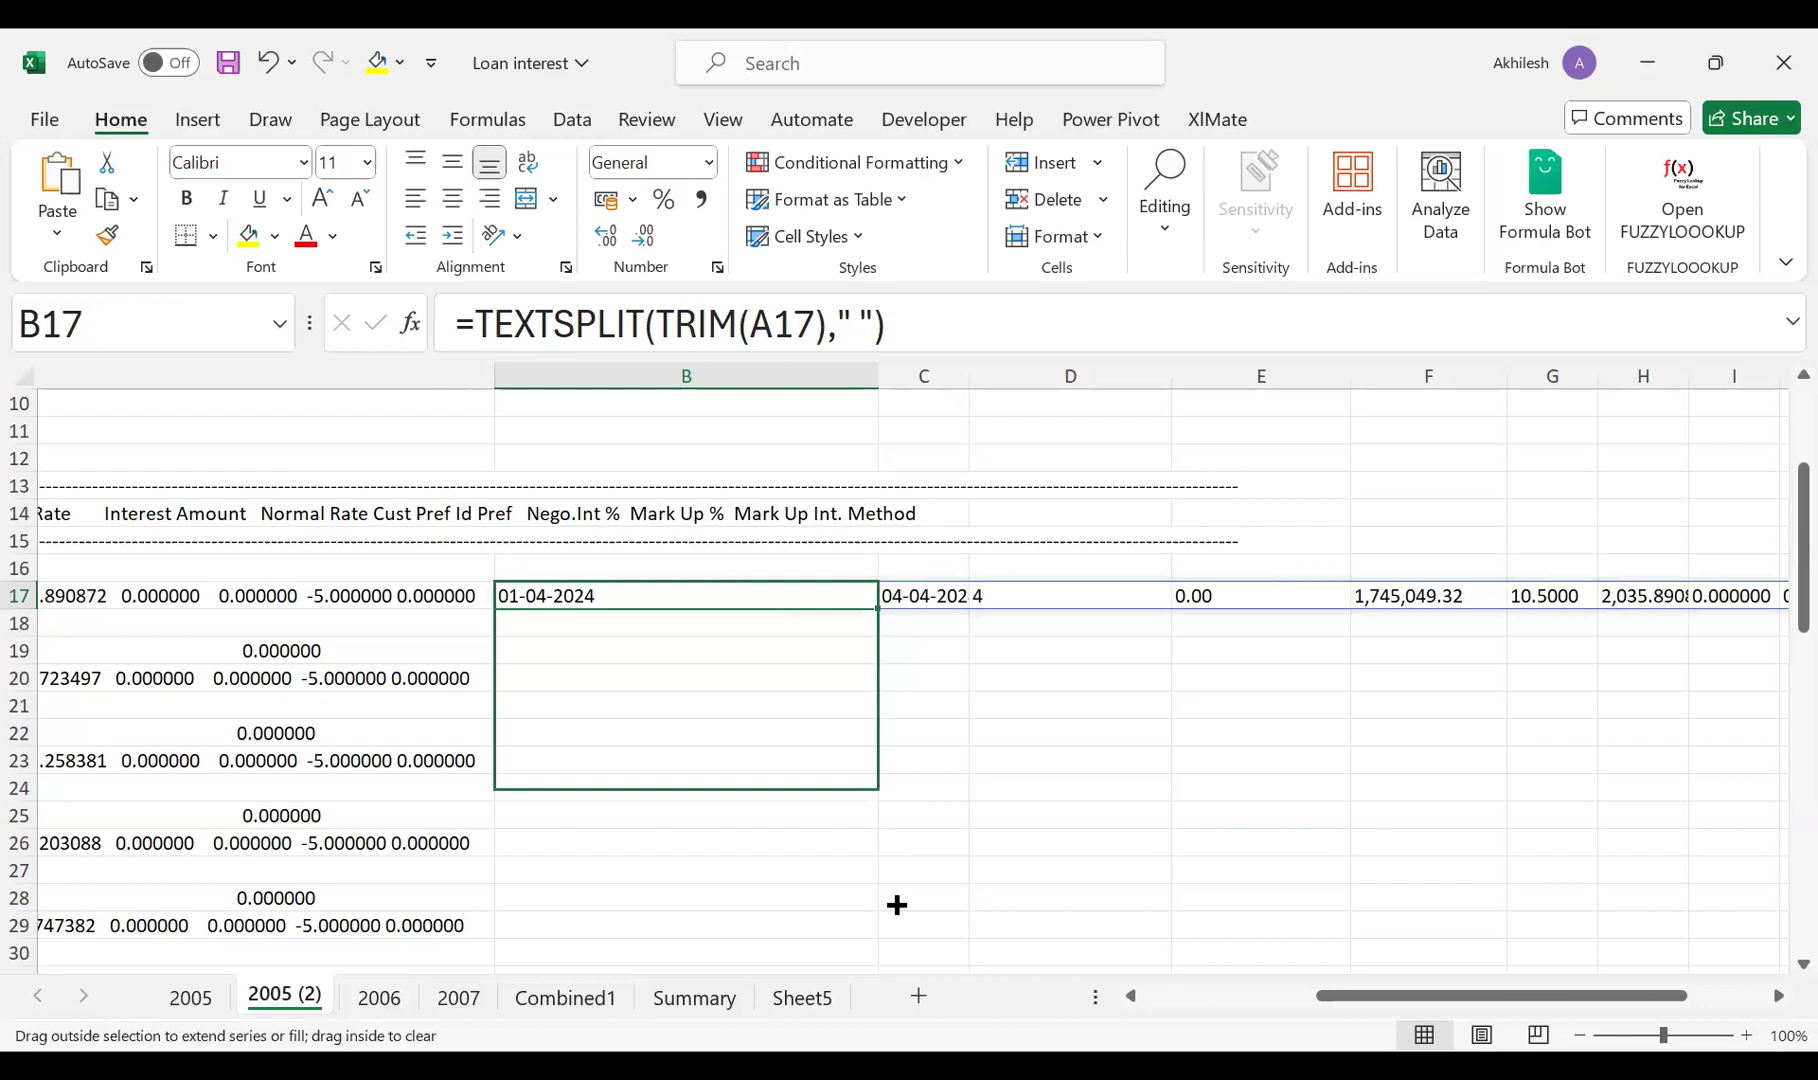 AutoSave Off Loan interest Search Akhilesh A
File Home Insert Draw Page Layout Formulas Data Review View Automate Developer Help Power Pivot XlMate Comments Share
Calibri 11 General Conditional Formatting Insert
Paste B I U Format as Table Delete Editing Sensitivity Add-ins Analyze Data Show Formula Bot Open FUZZYLOOOKUP
Cell Styles Format
Clipboard Font Alignment Number Styles Cells Sensitivity Add-ins Formula Bot FUZZYLOOOKUP
B17 fx =TEXTSPLIT(TRIM(A17)," ")
B C D E F G H I
10
11
12
13 ------------------------------------------------------------
14 Rate Interest Amount Normal Rate Cust Pref Id Pref Nego.Int % Mark Up % Mark Up Int. Method
15 ------------------------------------------------------------
16
17 .890872 0.000000 0.000000 -5.000000 0.000000 01-04-2024 04-04-202 4 0.00 1,745,049.32 10.5000 2,035.890 0.000000
18
19 0.000000
20 723497 0.000000 0.000000 -5.000000 0.000000
21
22 0.000000
23 .258381 0.000000 0.000000 -5.000000 0.000000
24
25 0.000000
26 203088 0.000000 0.000000 -5.000000 0.000000
27
28 0.000000
29 747382 0.000000 0.000000 -5.000000 0.000000
30
2005 2005 (2) 2006 2007 Combined1 Summary Sheet5
Drag outside selection to extend series or fill; drag inside to clear 100%